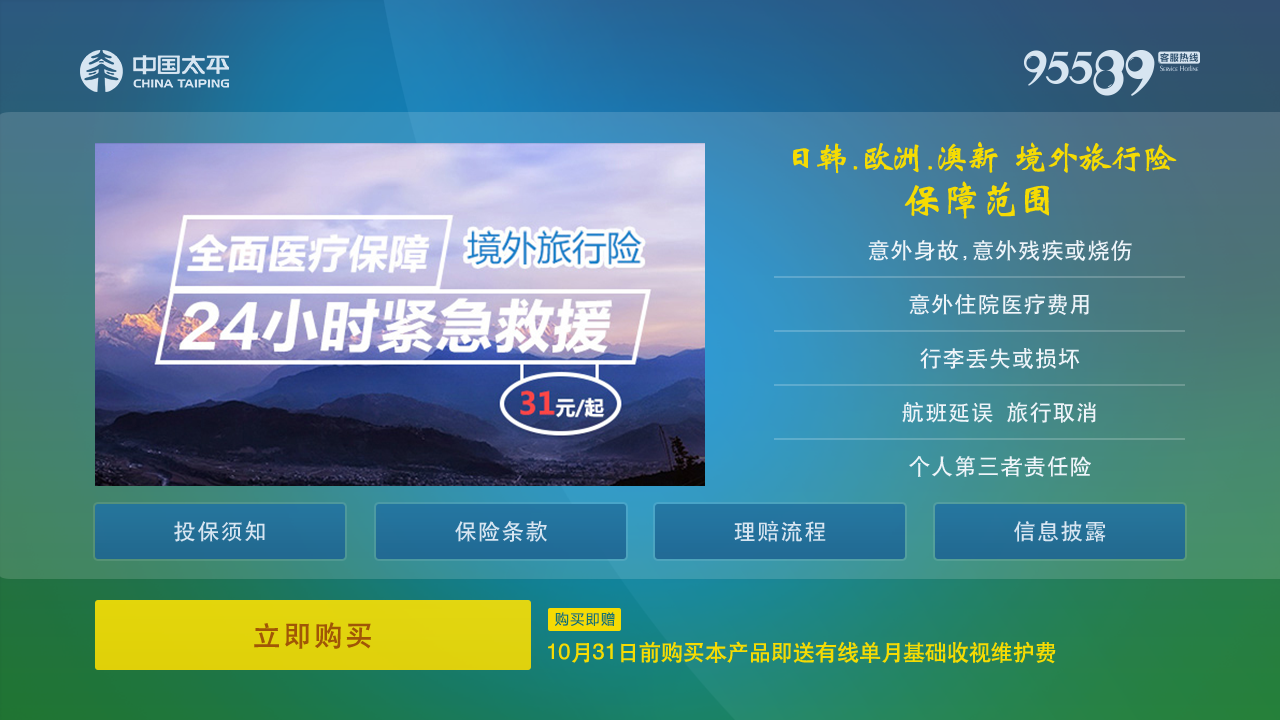 中国太平
CHINA TAIPING
95589 客服热线
Service Hotline
全面医疗保障 境外旅行险
24小时紧急救援
31元/起
日韩.欧洲.澳新 境外旅行险
保障范围
意外身故,意外残疾或烧伤
意外住院医疗费用
行李丢失或损坏
航班延误 旅行取消
个人第三者责任险
投保须知
保险条款
理赔流程
信息披露
立即购买
购买即赠
10月31日前购买本产品即送有线单月基础收视维护费